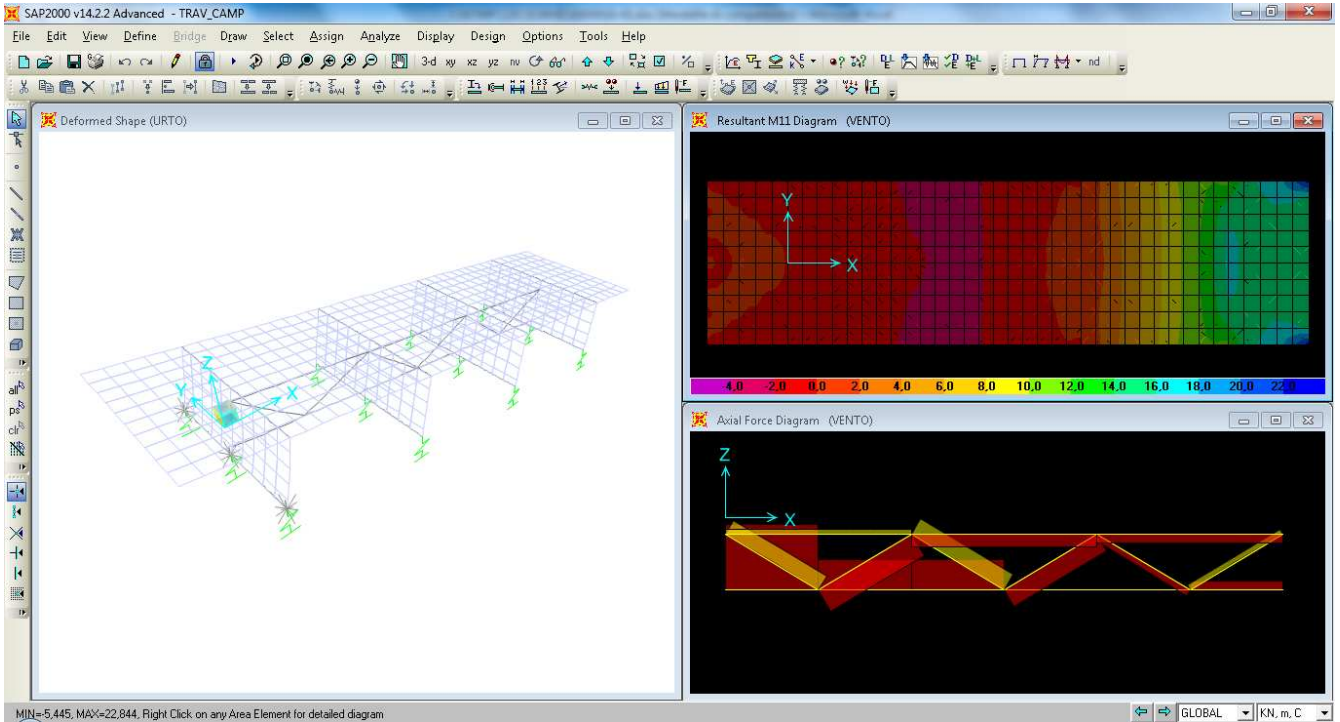 SAP2000 v14.2.2 Advanced - TRAV_CAMP
File Edit View Define Bridge Draw Select Assign Analyze Display Design Options Tools Help
3-d xy xz yz nv
nd
all
ps
clr
Deformed Shape (URTO)
Z
Y
X
Resultant M11 Diagram (VENTO)
Y
X
-4,0 -2,0 0,0 2,0 4,0 6,0 8,0 10,0 12,0 14,0 16,0 18,0 20,0 22,0
Axial Force Diagram (VENTO)
Z
X
MIN=-5,445, MAX=22,844, Right Click on any Area Element for detailed diagram
GLOBAL KN, m, C